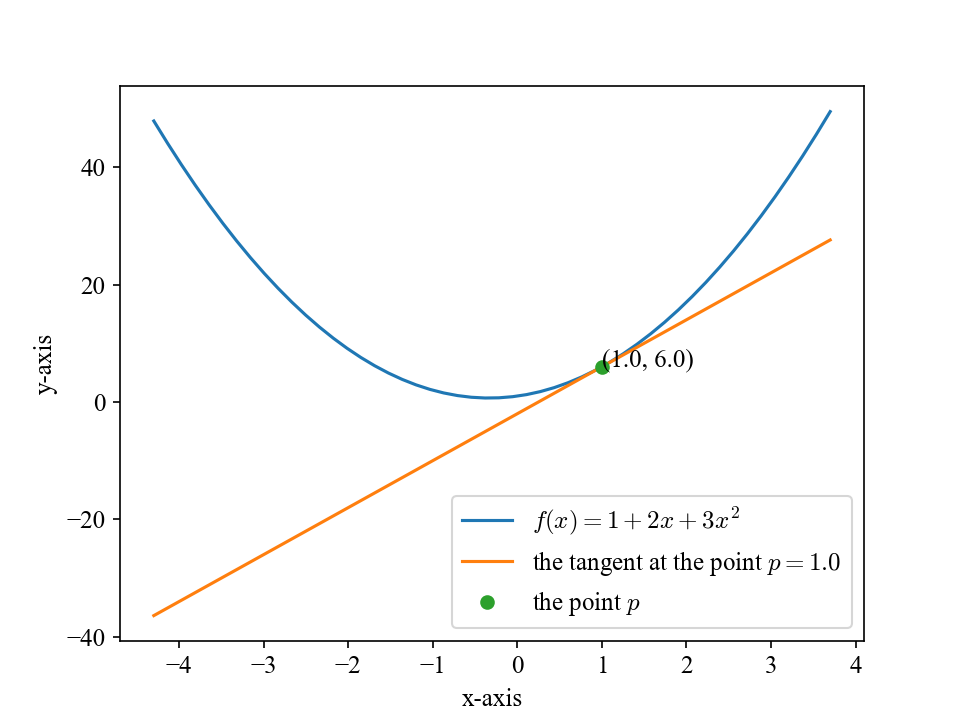 40
20
0
−20
−40
y-axis
(1.0, 6.0)
f(x) = 1 + 2x + 3x²
the tangent at the point p = 1.0
the point p
−4 −3 −2 −1 0 1 2 3 4
x-axis